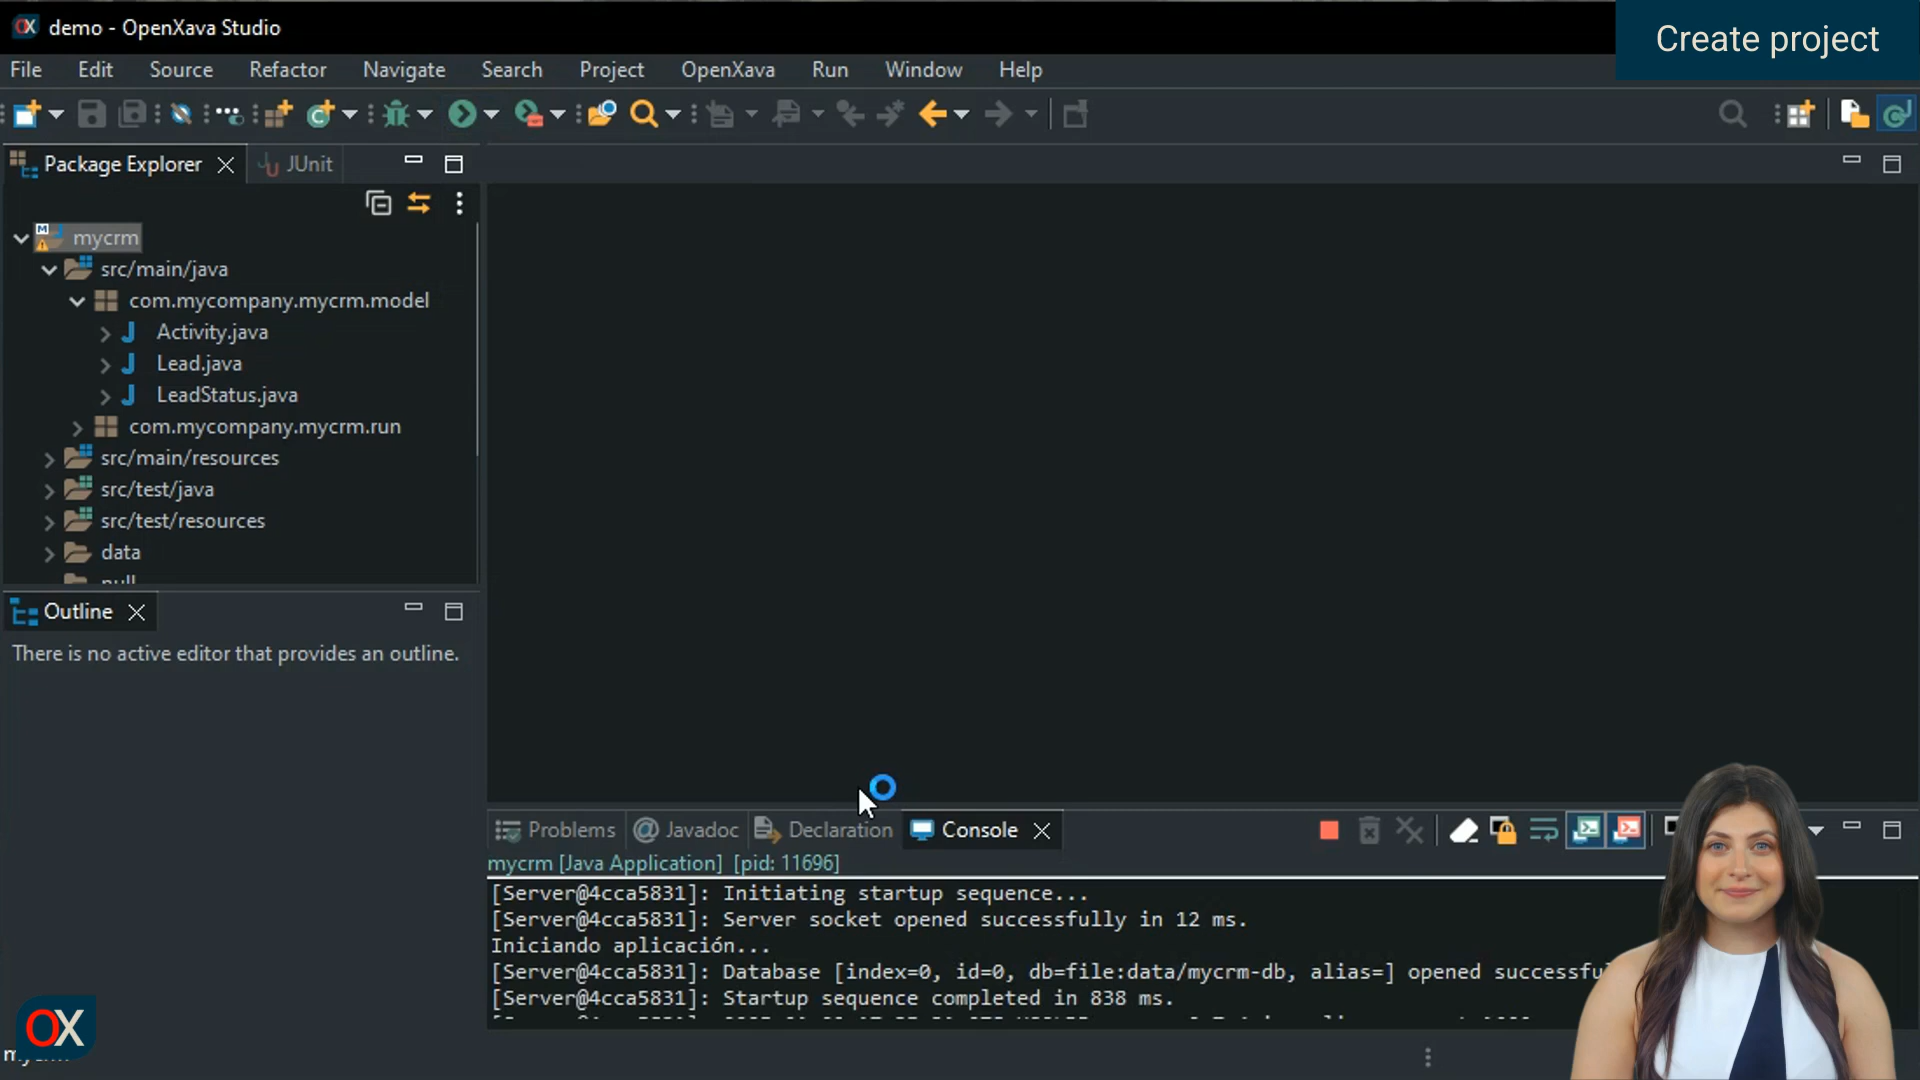 demo - OpenXava Studio
Create project
File Edit Source Refactor Navigate Search Project OpenXava Run Window Help
Package Explorer
JUnit
mycrm
src/main/java
com.mycompany.mycrm.model
Activity.java
Lead.java
LeadStatus.java
com.mycompany.mycrm.run
src/main/resources
src/test/java
src/test/resources
data
null
Outline
There is no active editor that provides an outline.
Problems Javadoc Declaration Console
mycrm [Java Application] [pid: 11696]
[Server@4cca5831]: Initiating startup sequence...
[Server@4cca5831]: Server socket opened successfully in 12 ms.
Iniciando aplicación...
[Server@4cca5831]: Database [index=0, id=0, db=file:data/mycrm-db, alias=] opened
[Server@4cca5831]: Startup sequence completed in 838 ms.
OX